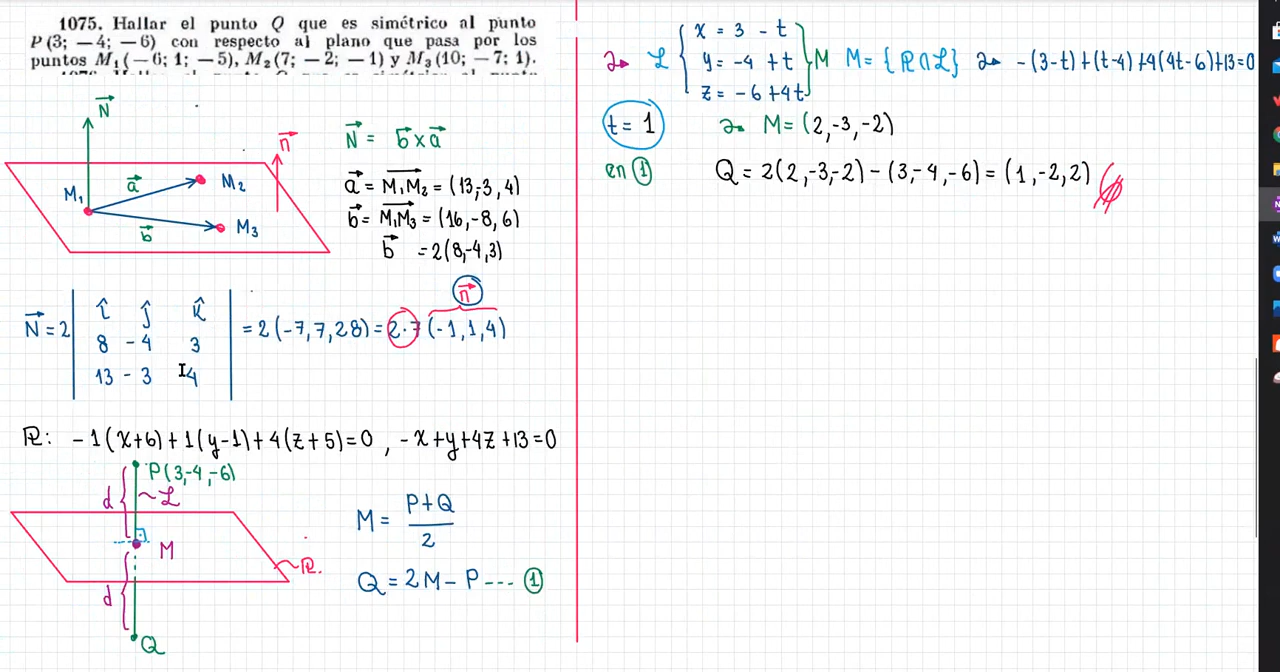 1075. Hallar el punto Q que es simétrico al punto
P(3; —4; —6) con respecto al plano que pasa por los
puntos M₁(—6; 1; —5), M₂(7; —2; —1) y M₃(10; —7; 1).
N⃗
n⃗
M₁
a⃗
M₂
b⃗
M₃
N⃗ = b⃗ x a⃗
a⃗ = M₁M₂ = (13,-3, 4)
b⃗ = M₁M₃ = (16,-8, 6)
b⃗ = 2(8,-4,3)
n⃗
N⃗ = 2 | î ĵ k̂ | = 2(-7,7,28) = 2·7(-1,1,4)
8 -4 3
13 -3 4
ℝ: -1(x+6)+1(y-1)+4(z+5)=0 , -x+y+4z+13=0
P(3,-4,-6)
d
~ℒ
M
~ℝ.
d
Q
M = P+Q / 2
Q = 2M - P --- ①
ℒ { x = 3 - t
y = -4 + t } M M = {ℝ∩ℒ} -(3-t)+(t-4)+4(4t-6)+13=0
z = -6+4t
t = 1 M = (2,-3,-2)
en ① Q = 2(2,-3,-2) - (3,-4,-6) = (1,-2,2)